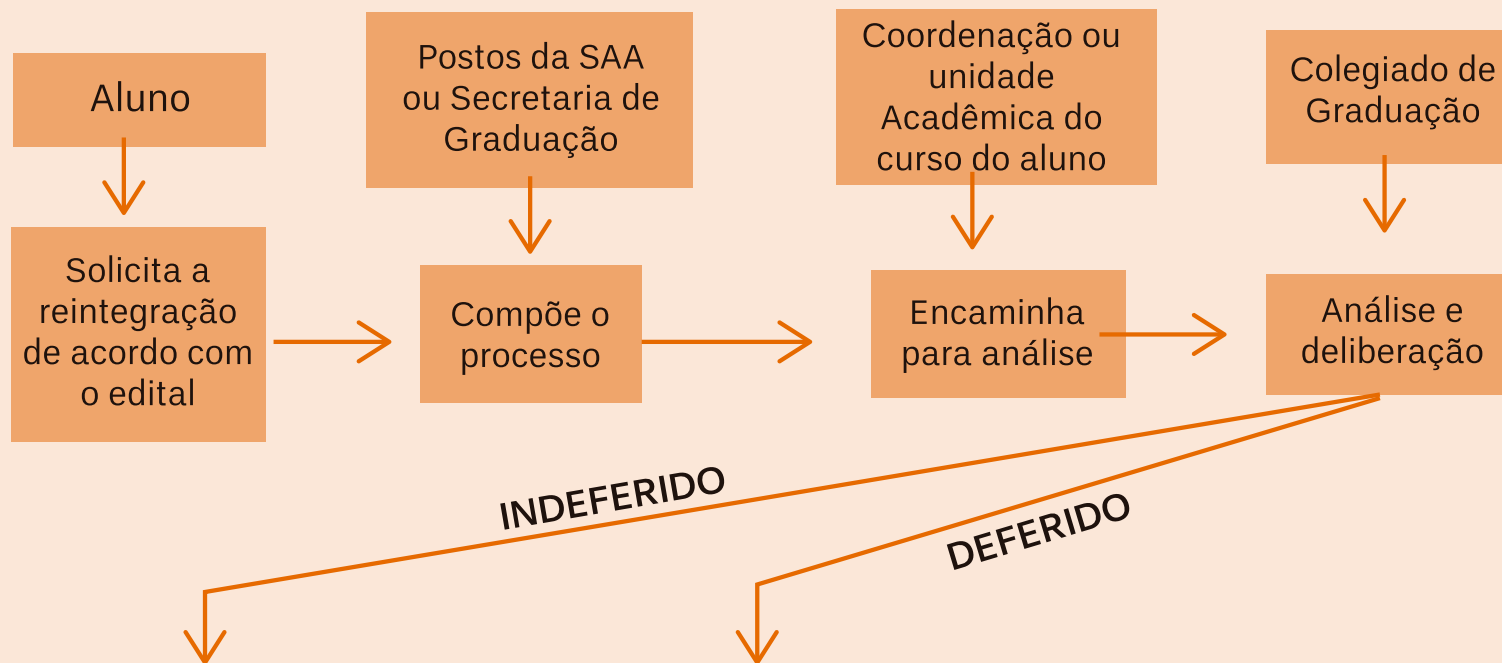 Aluno
Postos da SAA
ou Secretaria de
Graduação
Coordenação ou
unidade
Acadêmica do
curso do aluno
Colegiado de
Graduação
Solicita a
reintegração
de acordo com
o edital
Compõe o
processo
Encaminha
para análise
Análise e
deliberação
INDEFERIDO
DEFERIDO